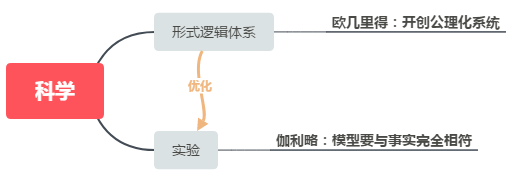 形式逻辑体系
欧几里得：开创公理化系统
优化
科学
实验
伽利略：模型要与事实完全相符